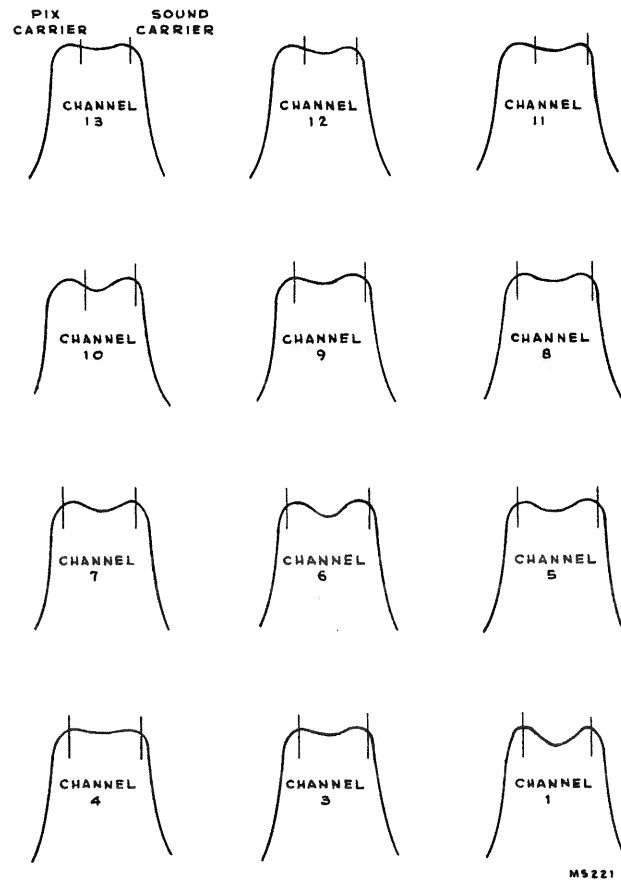 PIX CARRIER
SOUND CARRIER
CHANNEL
13
CHANNEL
12
CHANNEL
11
CHANNEL
10
CHANNEL
9
CHANNEL
8
CHANNEL
7
CHANNEL
6
CHANNEL
5
CHANNEL
4
CHANNEL
3
CHANNEL
1
MS221